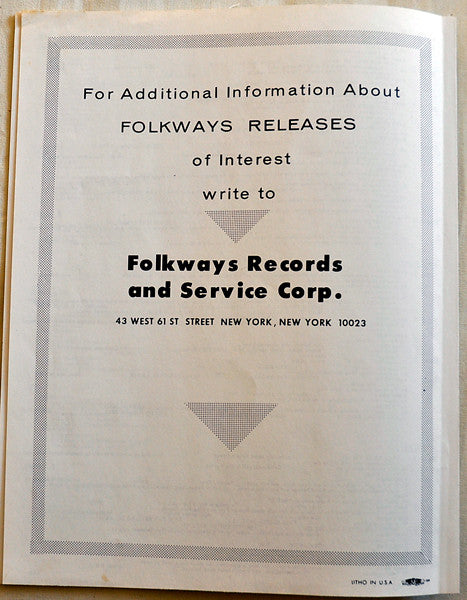 For Additional Information About
FOLKWAYS RELEASES
of Interest
write to
Folkways Records
and Service Corp.
43 WEST 61 ST STREET NEW YORK, NEW YORK 10023
LITHO IN U.S.A.